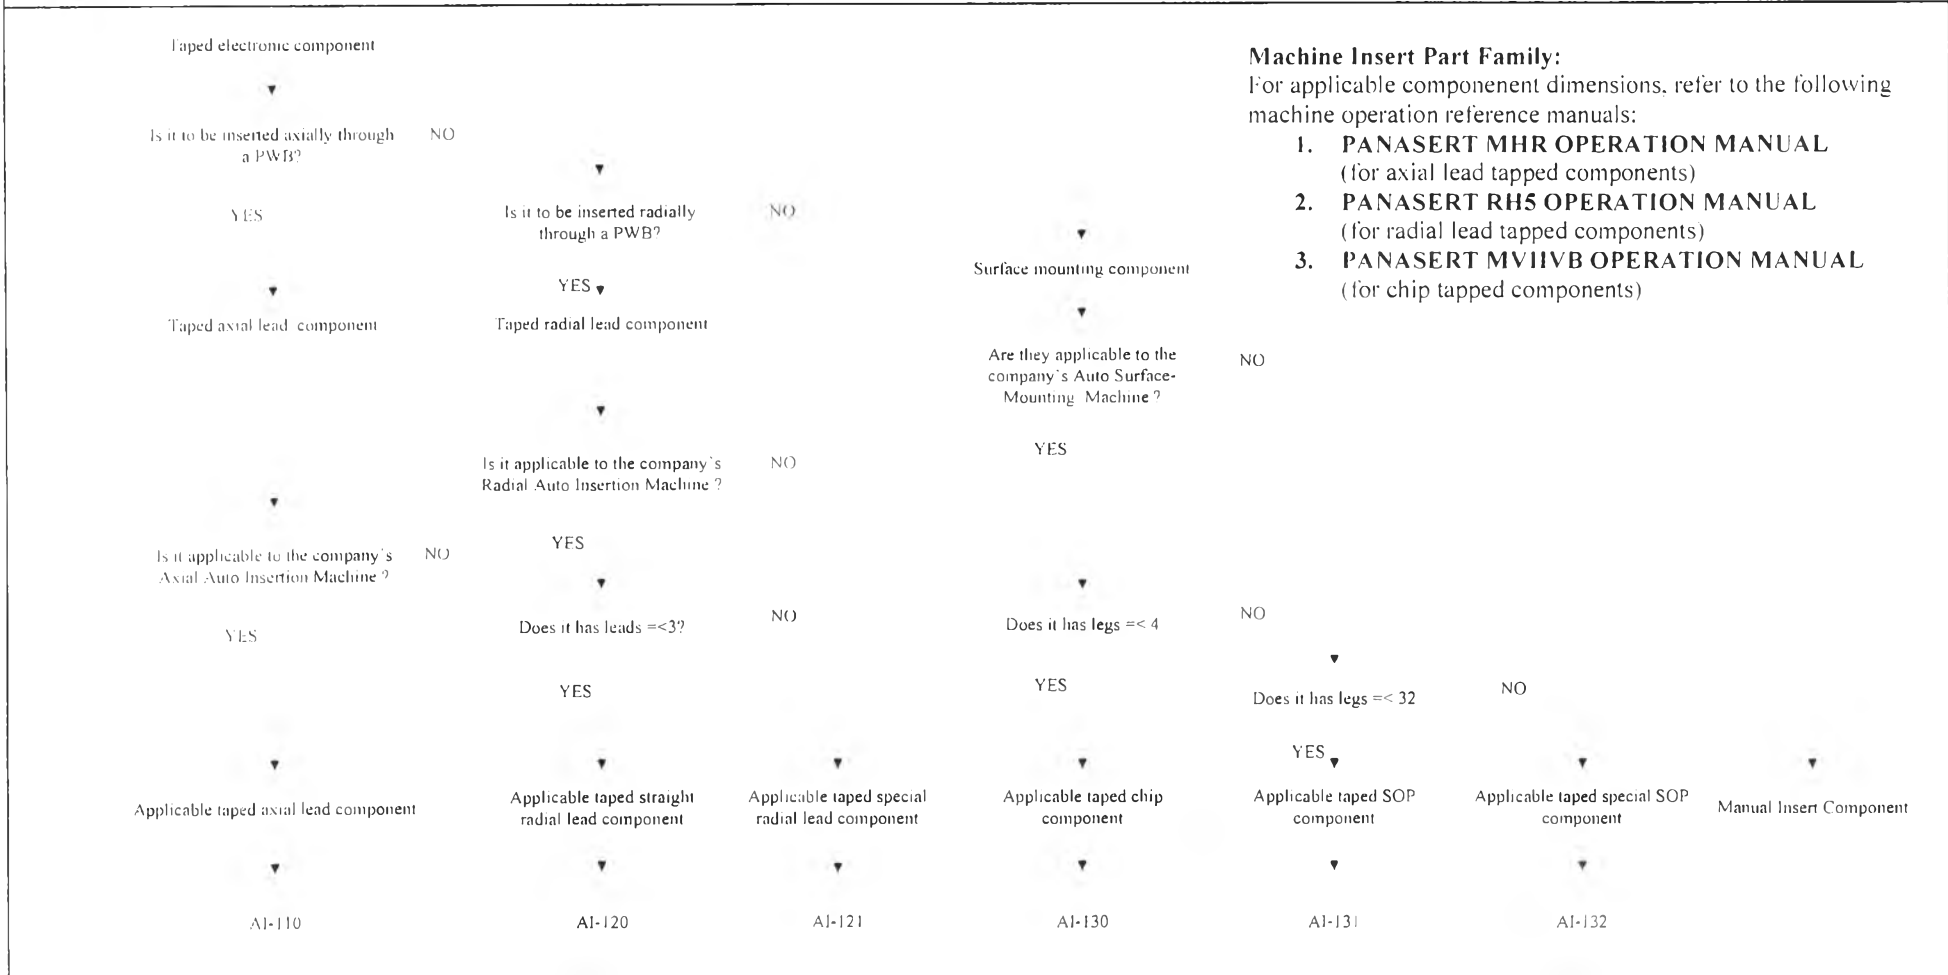 Taped electronic component
Is it to be inserted axially through
a PWB?
NO
YES
Taped axial lead component
Is it applicable to the company's
Axial Auto Insertion Machine ?
NO
YES
Applicable taped axial lead component
AI-110
Is it to be inserted radially
through a PWB?
NO
YES
Taped radial lead component
Is it applicable to the company's
Radial Auto Insertion Machine ?
NO
YES
Does it has leads =<3?
NO
YES
Applicable taped straight
radial lead component
AI-120
Applicable taped special
radial lead component
AI-121
Surface mounting component
Are they applicable to the
company's Auto Surface-
Mounting Machine ?
NO
YES
Does it has legs =< 4
NO
YES
Applicable taped chip
component
AI-130
Does it has legs =< 32
NO
YES
Applicable taped SOP
component
AI-131
Applicable taped special SOP
component
AI-132
Manual Insert Component
Machine Insert Part Family:
For applicable componenent dimensions, refer to the following
machine operation reference manuals:
1. PANASERT MHR OPERATION MANUAL
(for axial lead tapped components)
2. PANASERT RH5 OPERATION MANUAL
(for radial lead tapped components)
3. PANASERT MVIIVB OPERATION MANUAL
(for chip tapped components)